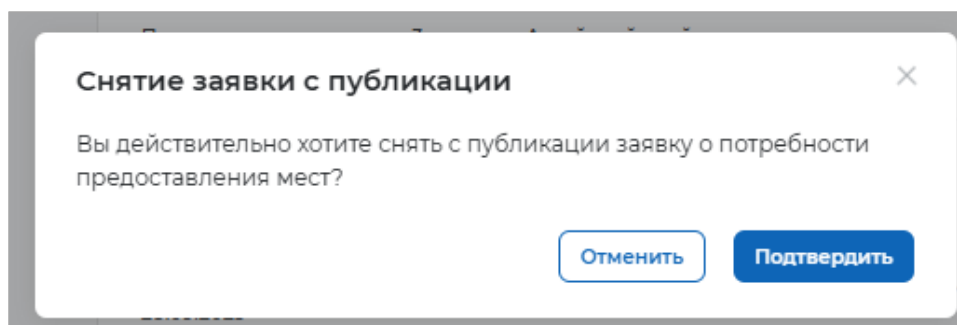 Снятие заявки с публикации
Вы действительно хотите снять с публикации заявку о потребности
предоставления мест?
Отменить
Подтвердить